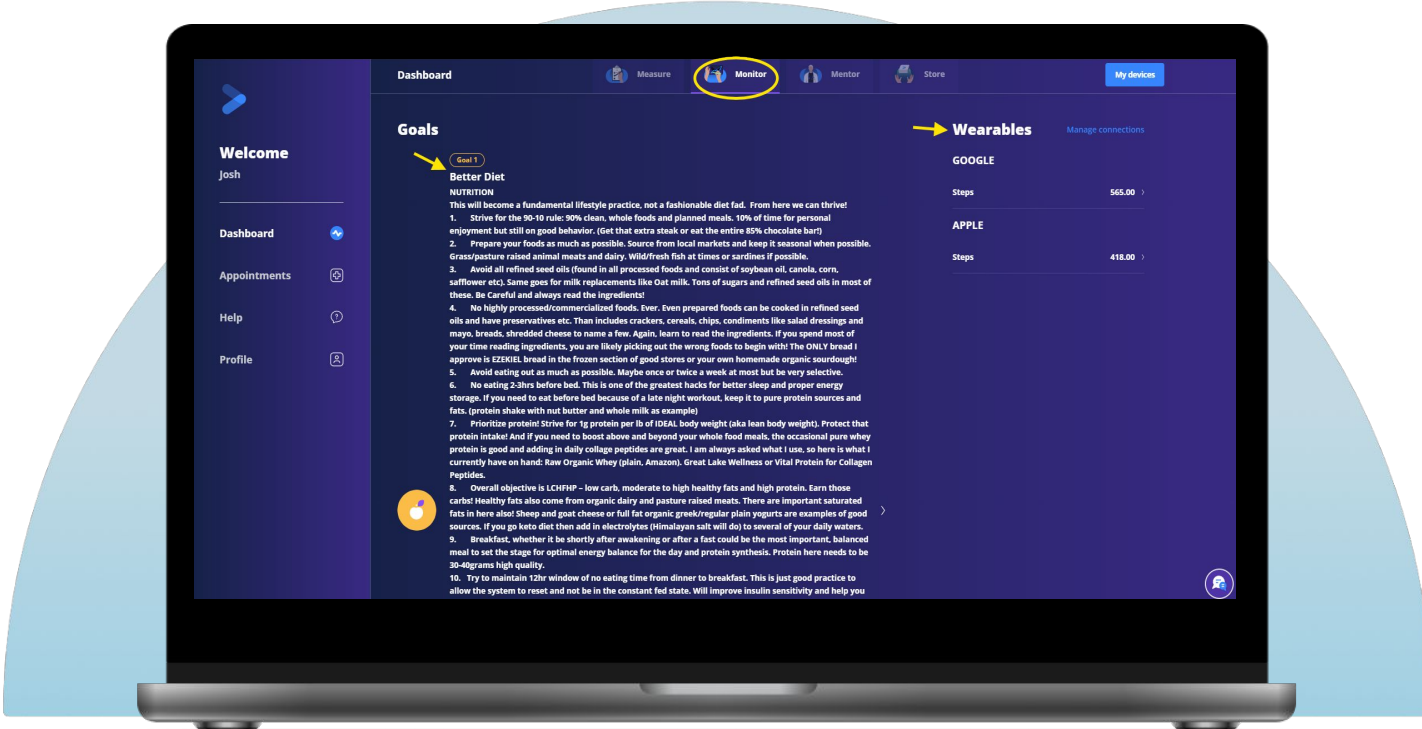 Dashboard
Measure
Monitor
Mentor
Store
My devices
Welcome
Josh
Dashboard
Appointments
Help
Profile
Goals
Goal 1
Better Diet
NUTRITION
This will become a fundamental lifestyle practice, not a fashionable diet fad. From here we can thrive!
1. Strive for the 90-10 rule: 90% clean, whole foods and planned meals. 10% of time for personal
enjoyment but still on good behavior. (Get that extra steak or eat the entire 85% chocolate bar!)
2. Prepare your foods as much as possible. Source from local markets and keep it seasonal when possible.
Grass/pasture raised animal meats and dairy. Wild/fresh fish at times or sardines if possible.
3. Avoid all refined seed oils (found in all processed foods and consist of soybean oil, canola, corn,
safflower etc). Same goes for milk replacements like Oat milk. Tons of sugars and refined seed oils in most of
these. Be Careful and always read the ingredients!
4. No highly processed/commercialized foods. Ever. Even prepared foods can be cooked in refined seed
oils and have preservatives etc. Than includes crackers, cereals, chips, condiments like salad dressings and
mayo, breads, shredded cheese to name a few. Again, learn to read the ingredients. If you spend most of
your time reading ingredients, you are likely picking out the wrong foods to begin with! The ONLY bread I
approve is EZEKIEL bread in the frozen section of good stores or your own homemade organic sourdough!
5. Avoid eating out as much as possible. Maybe once or twice a week at most but be very selective.
6. No eating 2-3hrs before bed. This is one of the greatest hacks for better sleep and proper energy
storage. If you need to eat before bed because of a late night workout, keep it to pure protein sources and
fats. (protein shake with nut butter and whole milk as example)
7. Prioritize protein! Strive for 1g protein per lb of IDEAL body weight (aka lean body weight). Protect that
protein intake! And if you need to boost above and beyond your whole food meals, the occasional pure whey
protein is good and adding in daily collage peptides are great. I am always asked what I use, so here is what I
currently have on hand: Raw Organic Whey (plain, Amazon). Great Lake Wellness or Vital Protein for Collagen
Peptides.
8. Overall objective is LCHFHP – low carb, moderate to high healthy fats and high protein. Earn those
carbs! Healthy fats also come from organic dairy and pasture raised meats. There are important saturated
fats in here also! Sheep and goat cheese or full fat organic greek/regular plain yogurts are examples of good
sources. If you go keto diet then add in electrolytes (Himalayan salt will do) to several of your daily waters.
9. Breakfast, whether it be shortly after awakening or after a fast could be the most important, balanced
meal to set the stage for optimal energy balance for the day and protein synthesis. Protein here needs to be
30-40grams high quality.
10. Try to maintain 12hr window of no eating time from dinner to breakfast. This is just good practice to
allow the system to reset and not be in the constant fed state. Will improve insulin sensitivity and help you
Wearables
Manage connections
GOOGLE
Steps 565.00
APPLE
Steps 418.00